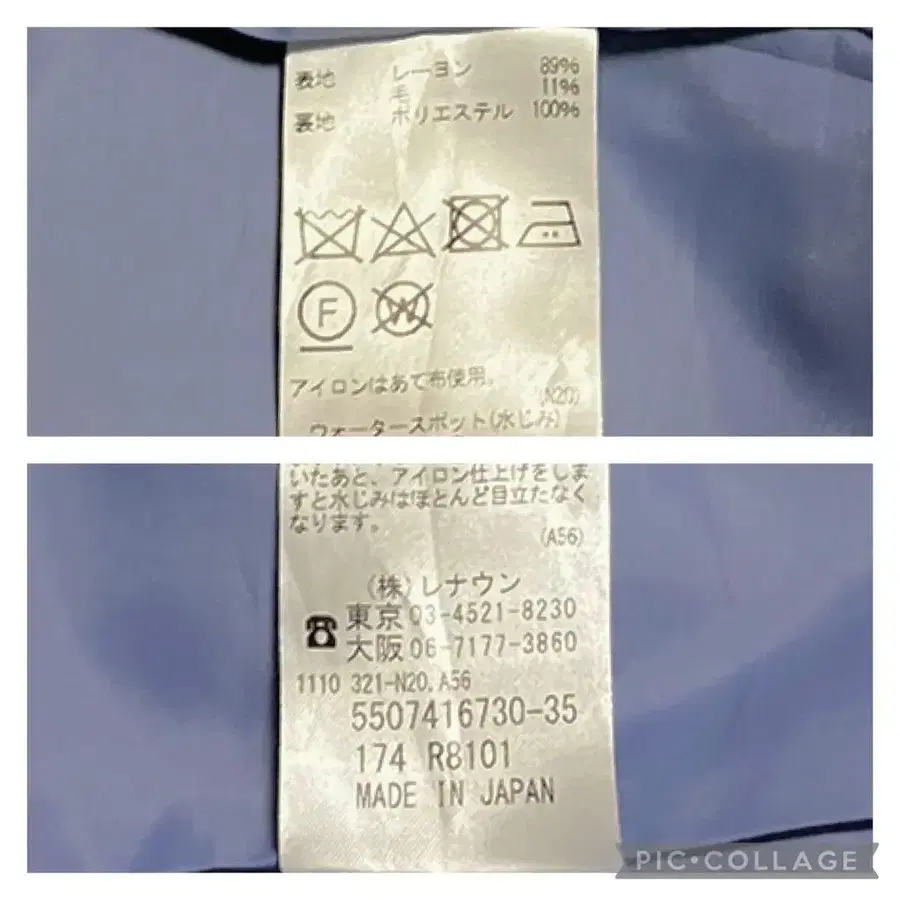 表地 レーヨン 89%
毛 11%
裏地 ポリエステル 100%
F
W
アイロンはあて布使用。
(N20)
ウォータースポット(水じみ)
いたあと、アイロン仕上げをしま
すと水じみはほとんど目立たなく
なります。
(A56)
(株)レナウン
☎東京 03-4521-8230
大阪 06-7177-3860
1110 321-N20.A56
5507416730-35
174 R8101
MADE IN JAPAN
PIC•COLLAGE